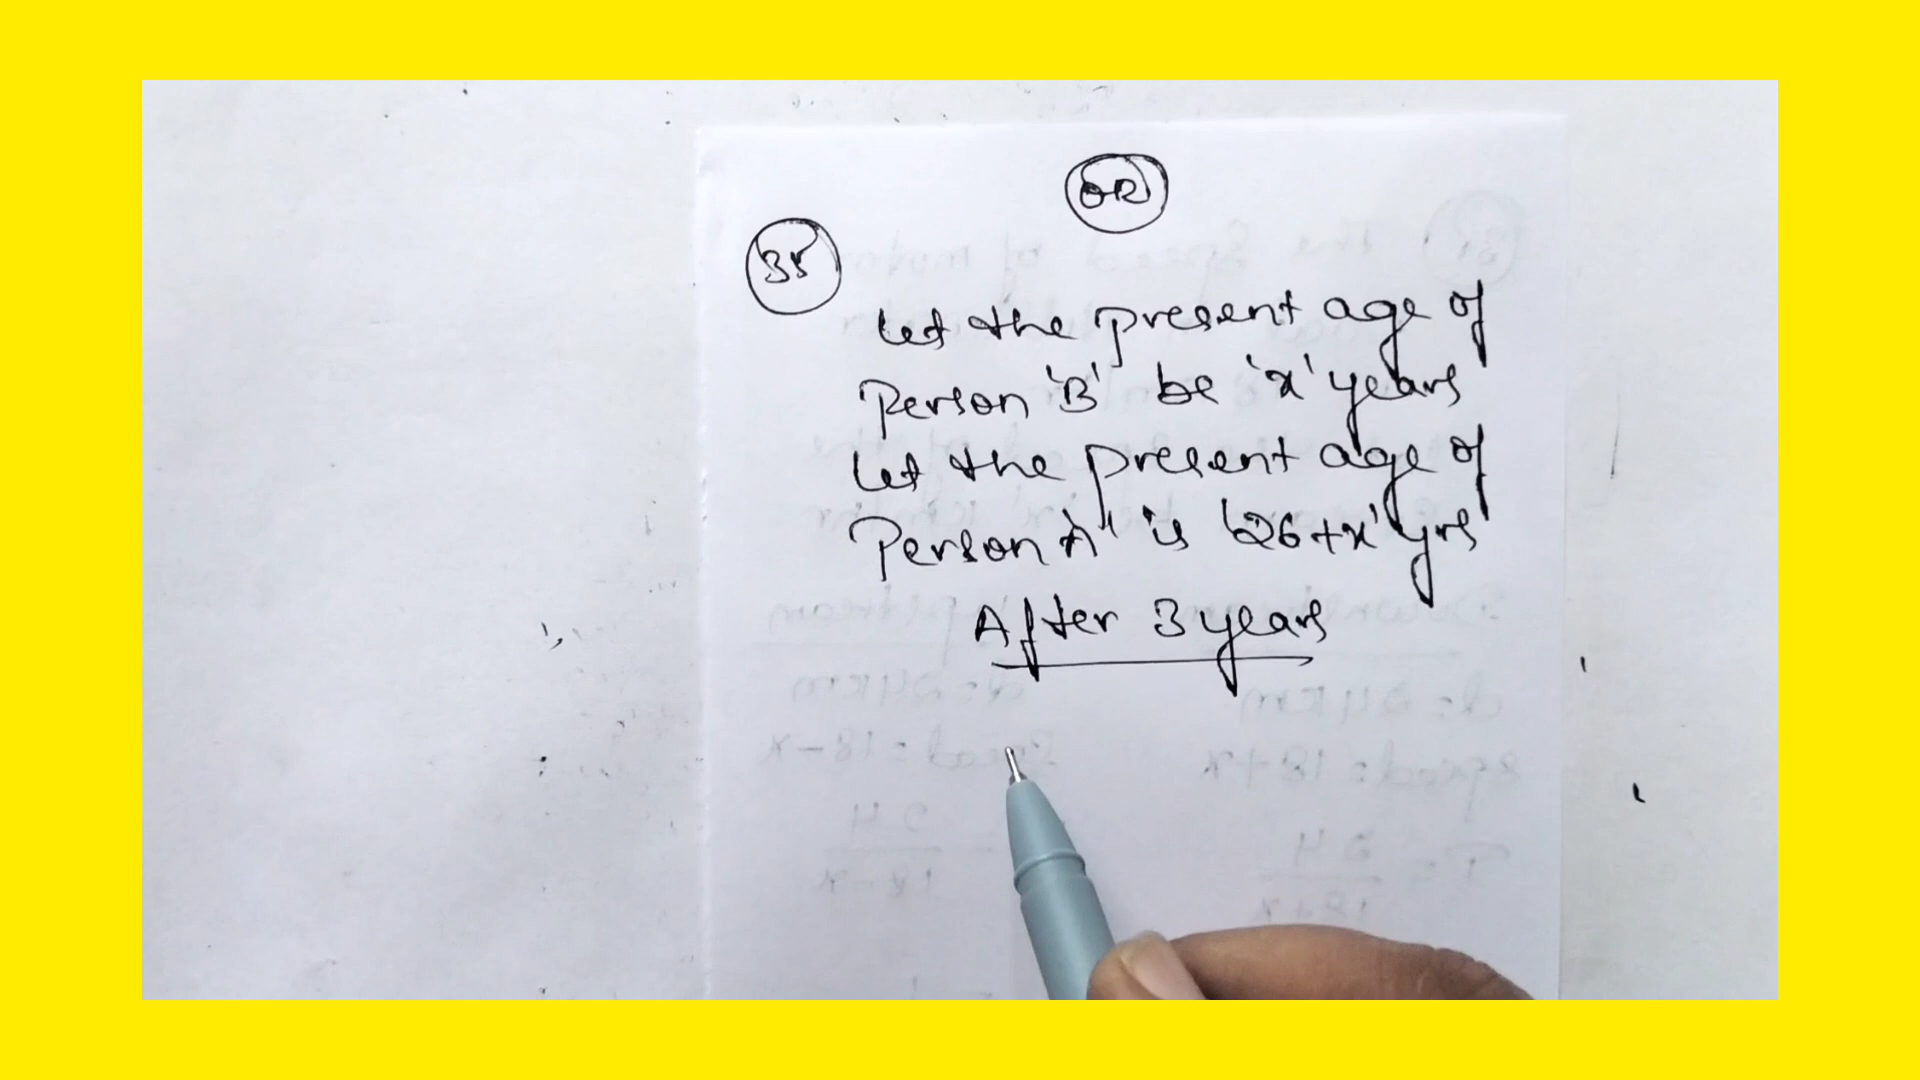 OR
35
Let the present age of
Person 'B' be 'x' years
Let the present age of
Person 'A' is '26+x' yrs
After 3 years